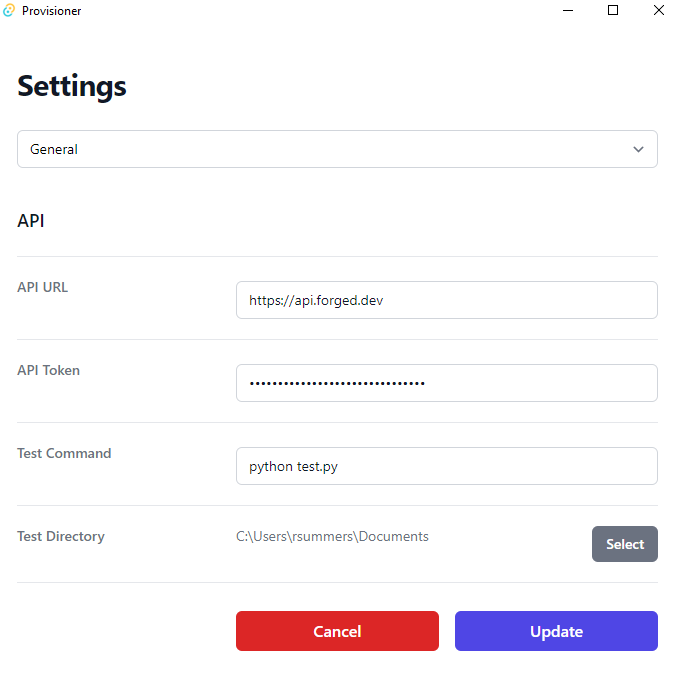 Provisioner
Settings
General
API
API URL
https://api.forged.dev
API Token
•••••••••••••••••••••••••••••••
Test Command
python test.py
Test Directory
C:\Users\rsummers\Documents
Select
Cancel
Update